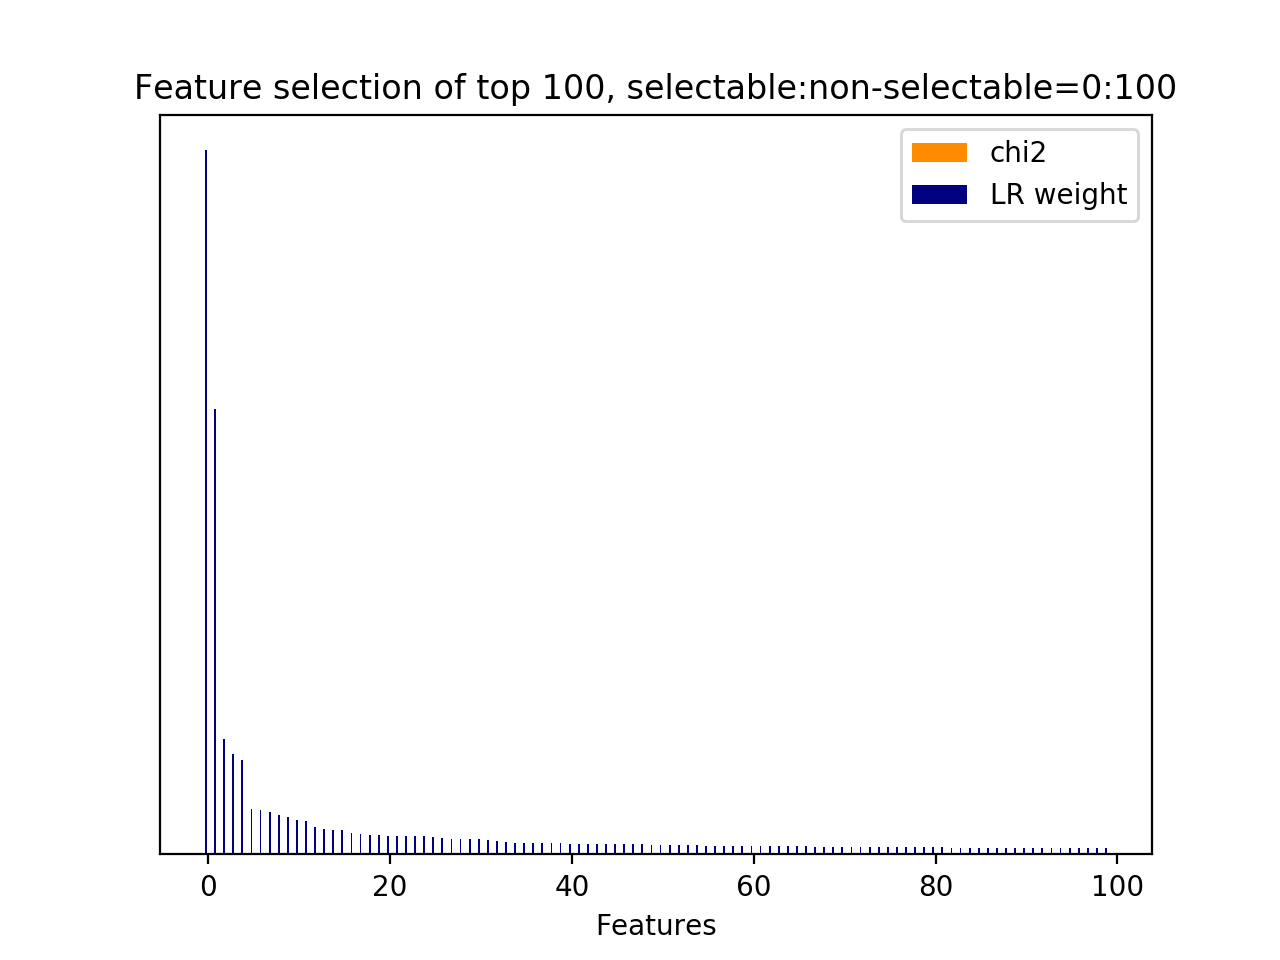 Feature selection of top 100, selectable:non-selectable=0:100
chi2
LR weight
0 20 40 60 80 100
Features